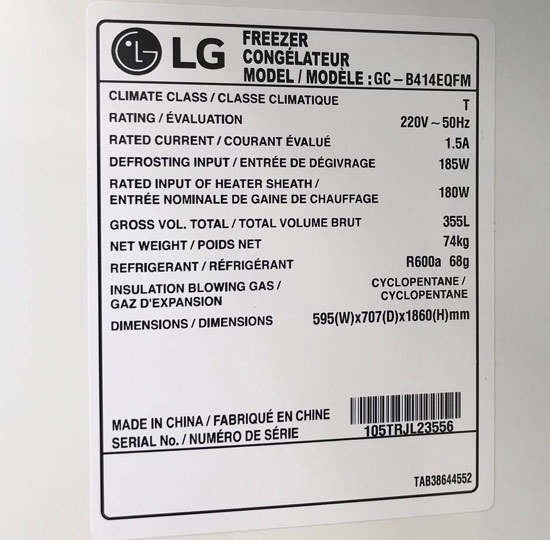 LG
FREEZER
CONGÉLATEUR
MODEL / MODÈLE : GC – B414EQFM
CLIMATE CLASS / CLASSE CLIMATIQUE T
RATING / ÉVALUATION 220V ~ 50Hz
RATED CURRENT / COURANT ÉVALUÉ 1.5A
DEFROSTING INPUT / ENTRÉE DE DÉGIVRAGE 185W
RATED INPUT OF HEATER SHEATH /
ENTRÉE NOMINALE DE GAINE DE CHAUFFAGE 180W
GROSS VOL. TOTAL / TOTAL VOLUME BRUT 355L
NET WEIGHT / POIDS NET 74kg
REFRIGERANT / RÉFRIGÉRANT R600a 68g
INSULATION BLOWING GAS / CYCLOPENTANE /
GAZ D'EXPANSION CYCLOPENTANE
DIMENSIONS / DIMENSIONS 595(W)x707(D)x1860(H)mm
MADE IN CHINA / FABRIQUÉ EN CHINE
SERIAL No. / NUMÉRO DE SÉRIE 105TRJL23556
TAB38644552